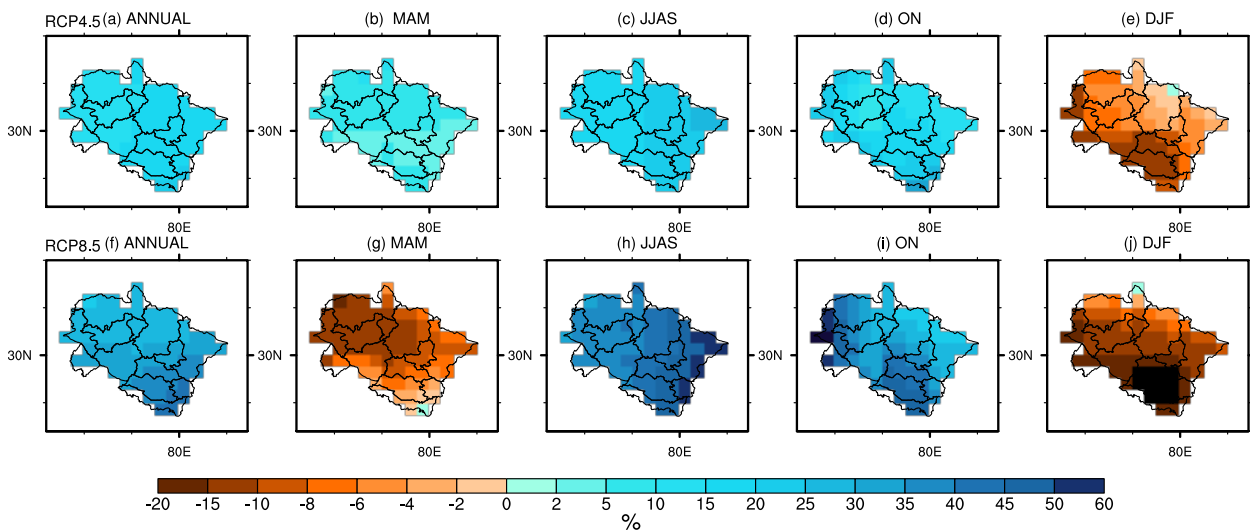 RCP4.5 (a) ANNUAL (b) MAM (c) JJAS (d) ON (e) DJF
30N 30N 30N 30N 30N
80E 80E 80E 80E 80E
RCP8.5 (f) ANNUAL (g) MAM (h) JJAS (i) ON (j) DJF
30N 30N 30N 30N 30N
80E 80E 80E 80E 80E
-20 -15 -10 -8 -6 -4 -2 0 2 5 10 15 20 25 30 35 40 45 50 60
%